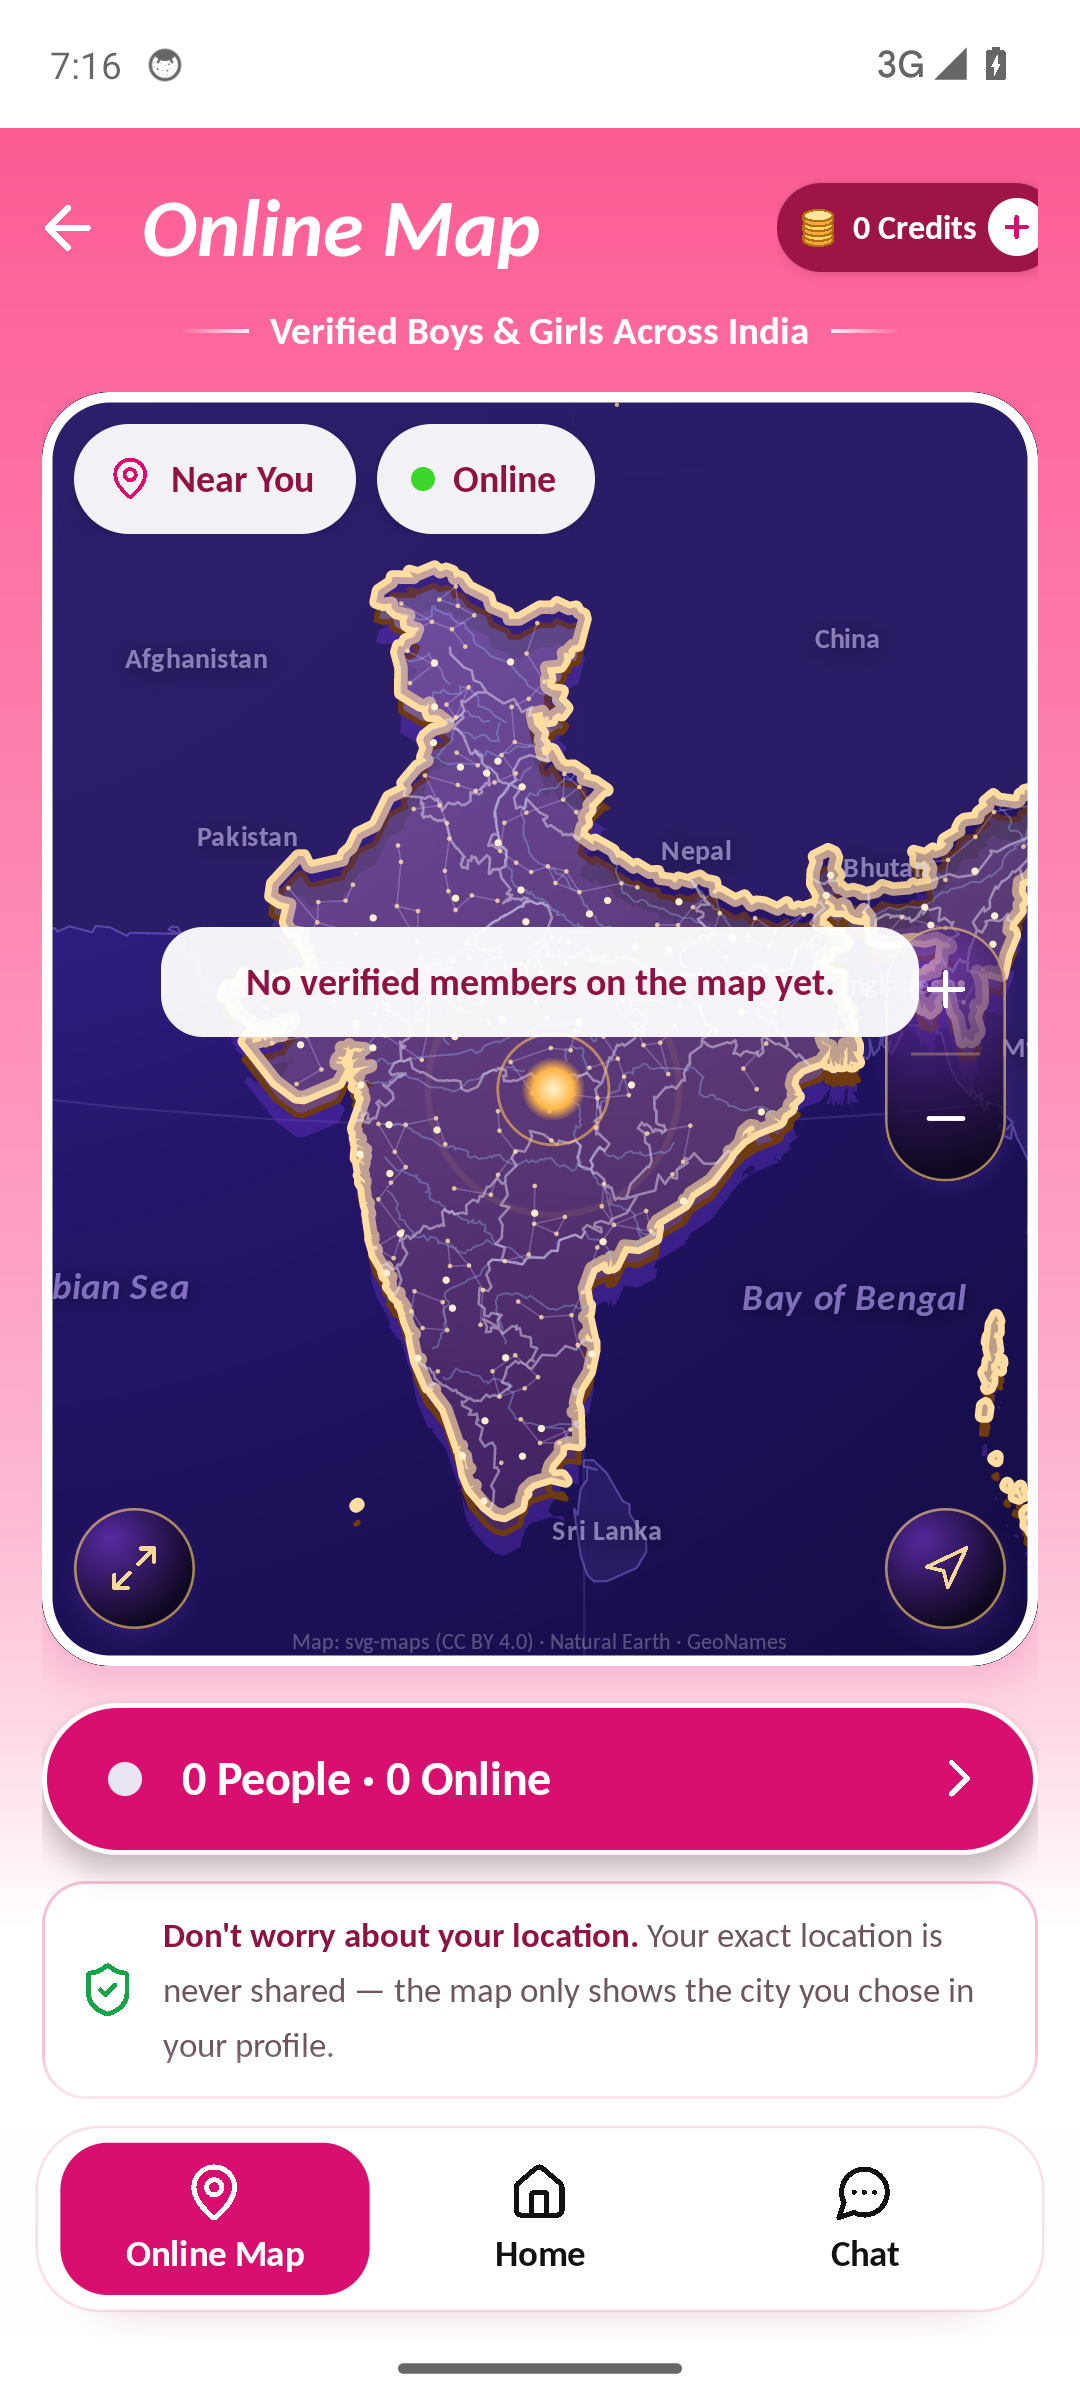 7:16
3G
Online Map
0 Credits
Verified Boys & Girls Across India
Near You
Online
Afghanistan
China
Pakistan
Nepal
Bhutan
No verified members on the map yet.
bian Sea
Bay of Bengal
Sri Lanka
Map: svg-maps (CC BY 4.0) · Natural Earth · GeoNames
0 People · 0 Online
Don't worry about your location. Your exact location is
never shared — the map only shows the city you chose in
your profile.
Online Map
Home
Chat